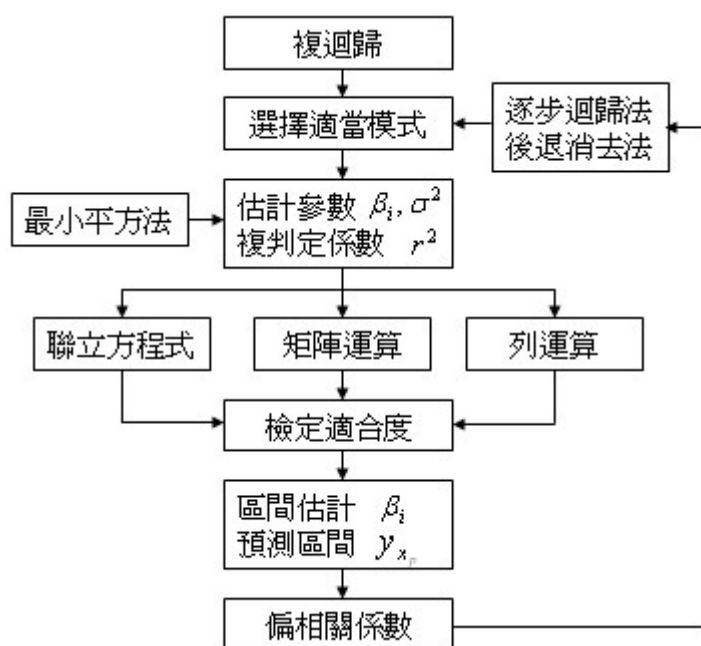 複迴歸
選擇適當模式
逐步迴歸法
後退消去法
最小平方法
估計參數 βᵢ, σ²
複判定係數 r²
聯立方程式
矩陣運算
列運算
檢定適合度
區間估計 βᵢ
預測區間 y_{x_p}
偏相關係數